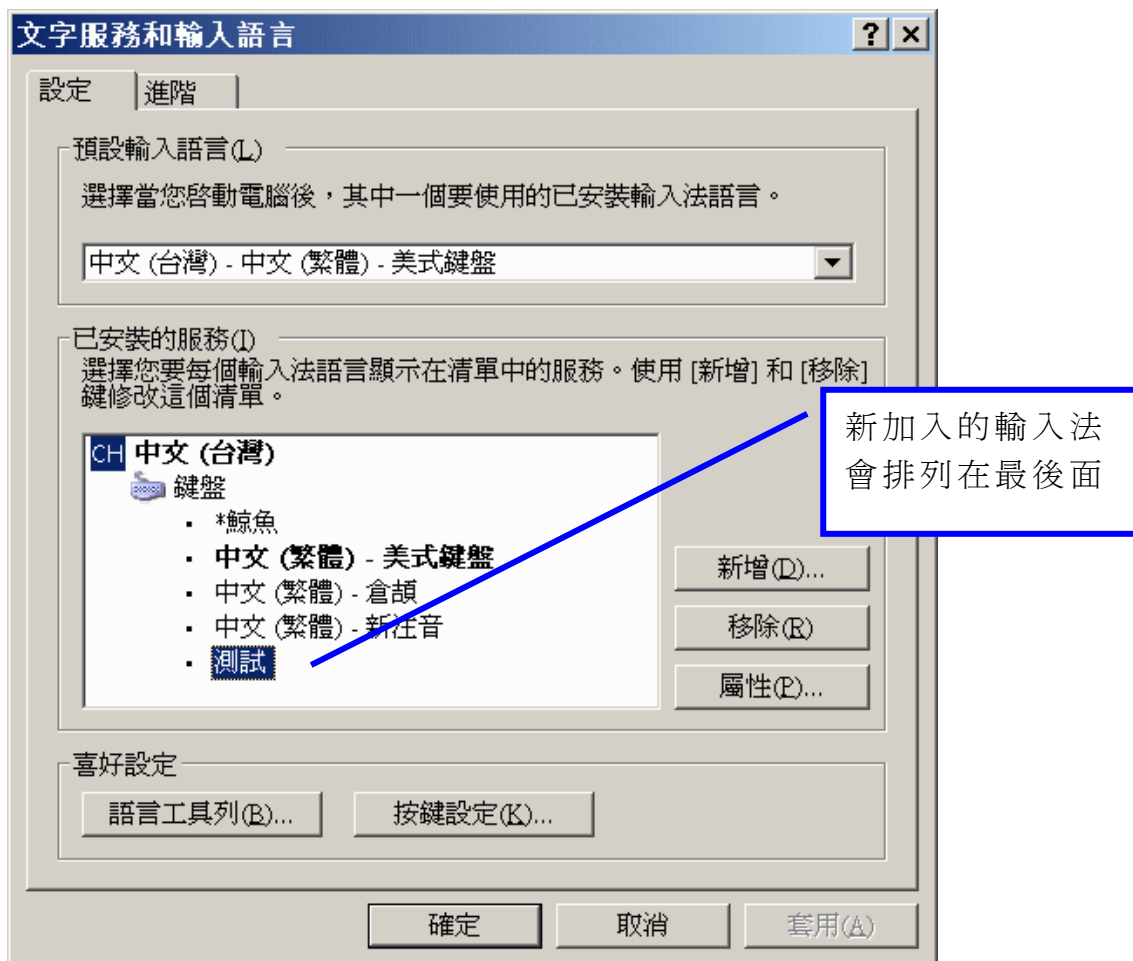 文字服務和輸入語言
設定 進階
預設輸入語言(L)
選擇當您啓動電腦後，其中一個要使用的已安裝輸入法語言。
中文 (台灣) - 中文 (繁體) - 美式鍵盤
已安裝的服務(I)
選擇您要每個輸入法語言顯示在清單中的服務。使用 [新增] 和 [移除]
鍵修改這個清單。
CH 中文 (台灣)
鍵盤
*鯨魚
中文 (繁體) - 美式鍵盤
中文 (繁體) - 倉頡
中文 (繁體) - 新注音
測試
新加入的輸入法
會排列在最後面
新增(D)...
移除(R)
屬性(P)...
喜好設定
語言工具列(B)... 按鍵設定(K)...
確定 取消 套用(A)